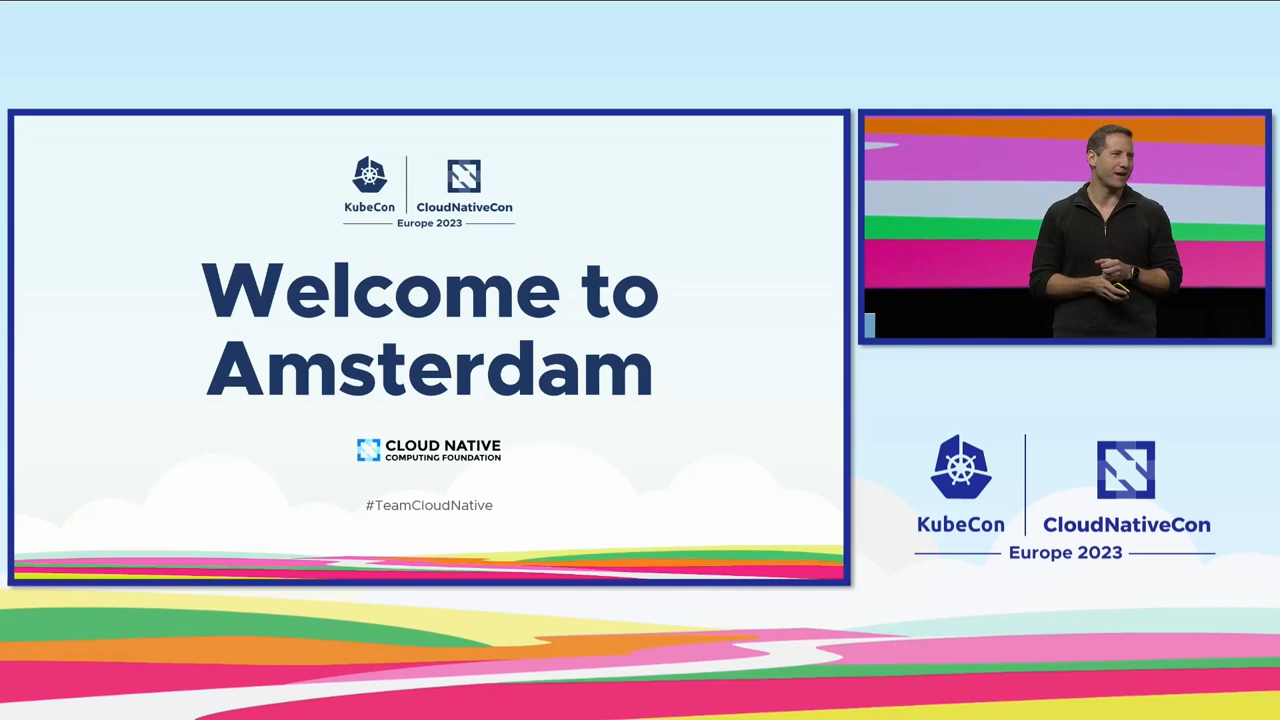 KubeCon
CloudNativeCon
Europe 2023
Welcome to
Amsterdam
CLOUD NATIVE
COMPUTING FOUNDATION
#TeamCloudNative
KubeCon
CloudNativeCon
Europe 2023